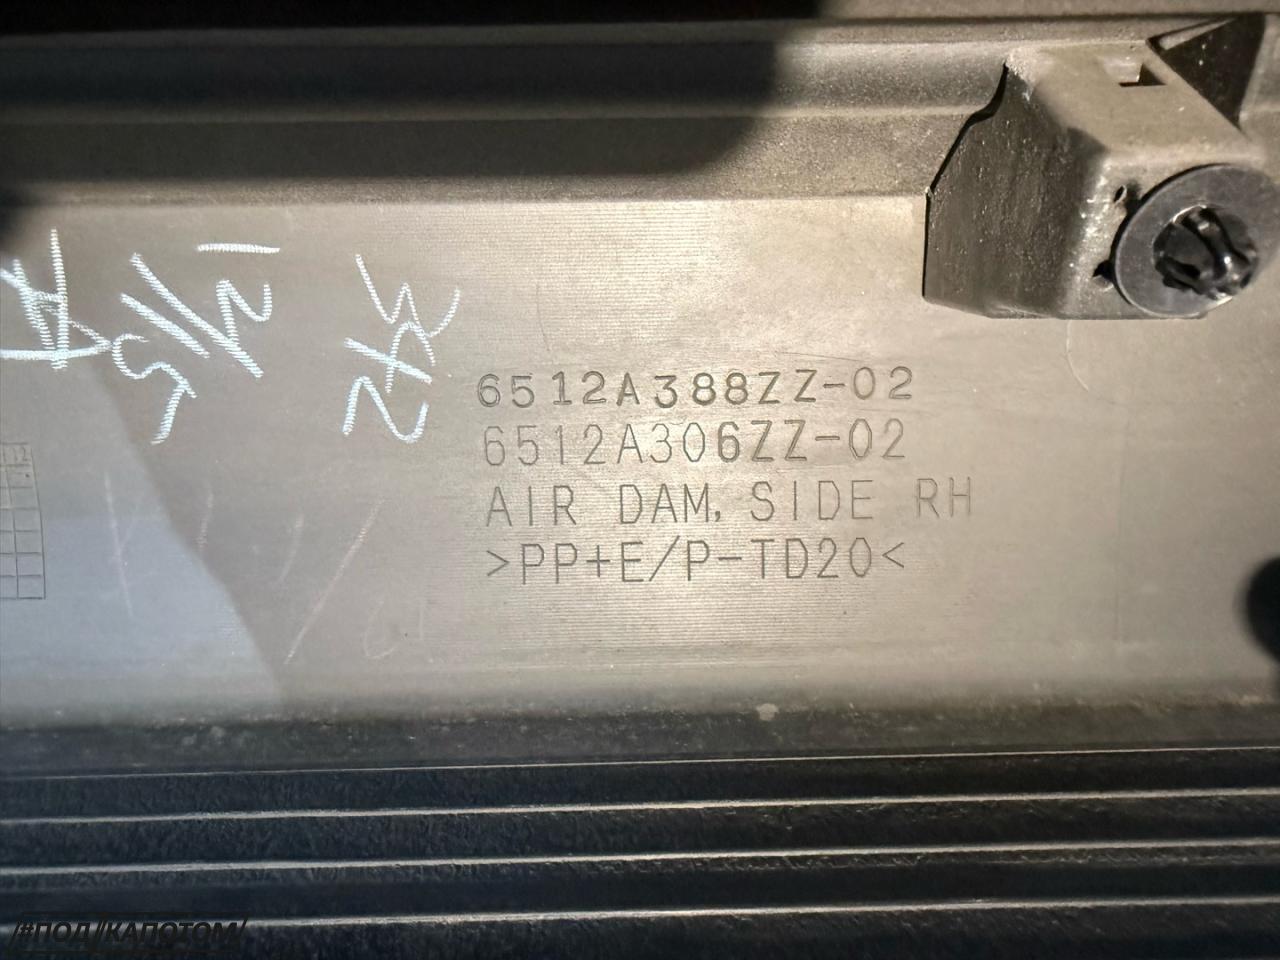 6512A388ZZ-02
6512A306ZZ-02
AIR DAM, SIDE RH
>PP+E/P-TD20<
#ПОД/КАПОТОМ/